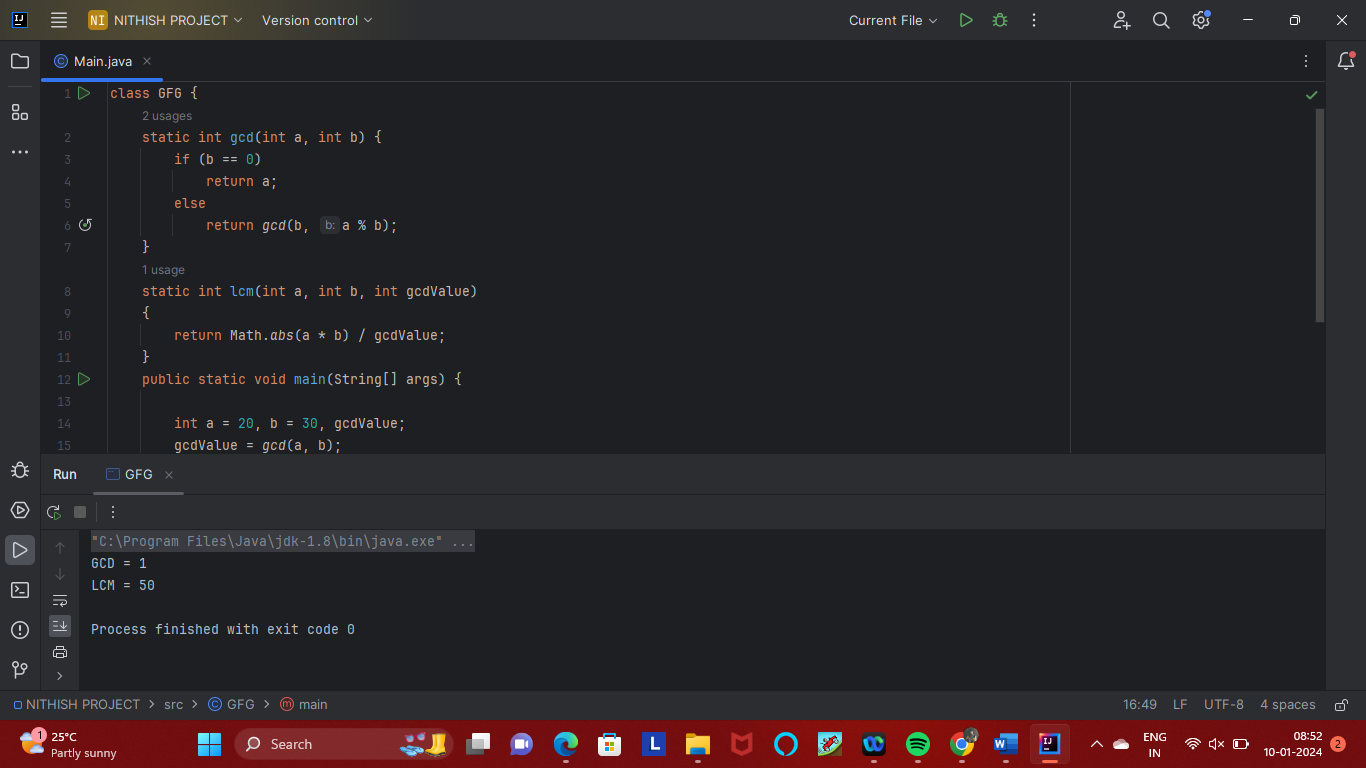 NI NITHISH PROJECT Version control Current File
Main.java
1 class GFG {
2 usages
2 static int gcd(int a, int b) {
3 if (b == 0)
4 return a;
5 else
6 return gcd(b, b: a % b);
7 }
1 usage
8 static int lcm(int a, int b, int gcdValue)
9 {
10 return Math.abs(a * b) / gcdValue;
11 }
12 public static void main(String[] args) {
13
14 int a = 20, b = 30, gcdValue;
15 gcdValue = gcd(a, b);
Run GFG
"C:\Program Files\Java\jdk-1.8\bin\java.exe" ...
GCD = 1
LCM = 50
Process finished with exit code 0
NITHISH PROJECT > src > GFG > main 16:49 LF UTF-8 4 spaces
1 25°C
Partly sunny
Search
ENG
IN
08:52
10-01-2024
2